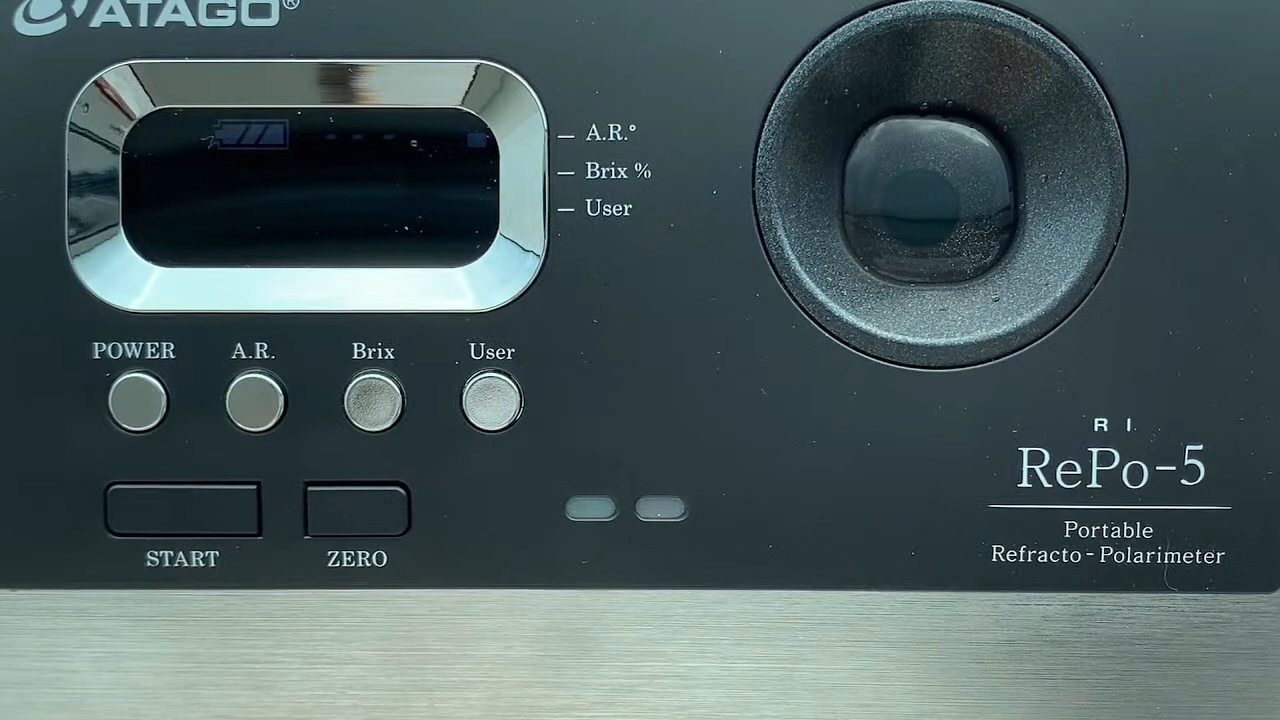 ATAGO®
A.R.°
Brix %
User
POWER A.R. Brix User
START ZERO
R I
RePo-5
Portable
Refracto-Polarimeter